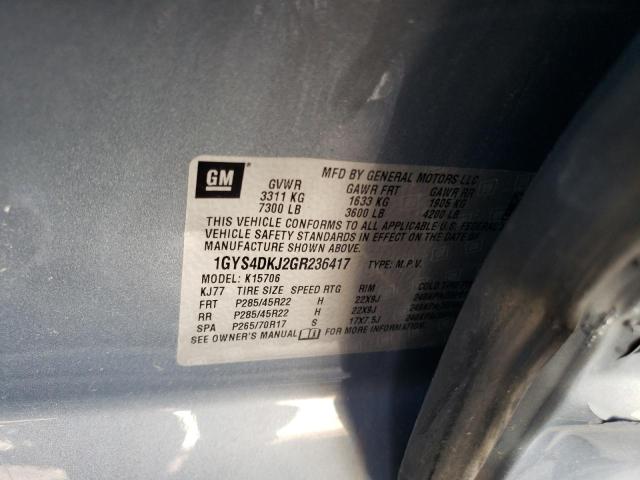 GM
MFD BY GENERAL MOTORS LLC
GVWR GAWR FRT GAWR RR
3311 KG 1633 KG 1905 KG
7300 LB 3600 LB 4200 LB
THIS VEHICLE CONFORMS TO ALL APPLICABLE U.S. FEDERAL
VEHICLE SAFETY STANDARDS IN EFFECT ON THE DATE OF
MANUFACTURE SHOWN ABOVE.
1GYS4DKJ2GR236417 TYPE: M.P.V.
MODEL: K15706
KJ77 TIRE SIZE SPEED RTG RIM COLD
FRT P285/45R22 H 22X9J
RR P285/45R22 H 22X9J
SPA P265/70R17 S 17X7.5J
SEE OWNER'S MANUAL FOR MORE INFORMATION.